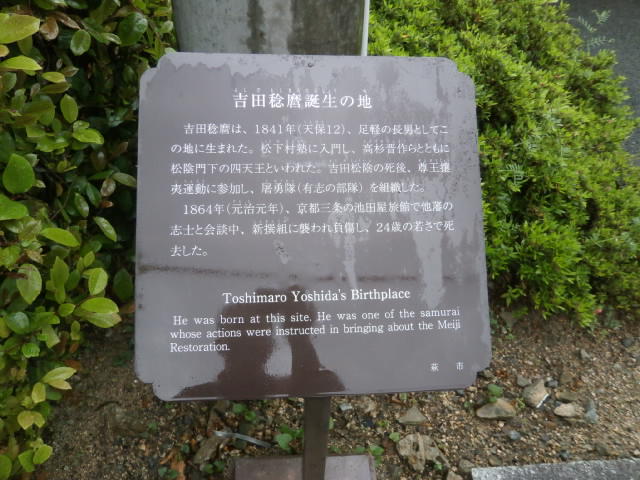 吉田稔麿誕生の地
吉田稔麿は、1841年(天保12)、足軽の長男としてこ
の地に生まれた。松下村塾に入門し、高杉晋作らとともに
松陰門下の四天王といわれた。吉田松陰の死後、尊王攘
夷運動に参加し、屠勇隊(有志の部隊)を組織した。
1864年(元治元年)、京都三条の池田屋旅館で他藩の
志士と会談中、新撰組に襲われ負傷し、24歳の若さで死
去した。
Toshimaro Yoshida's Birthplace
He was born at this site. He was one of the samurai
whose actions were instructed in bringing about the Meiji
Restoration.
萩 市